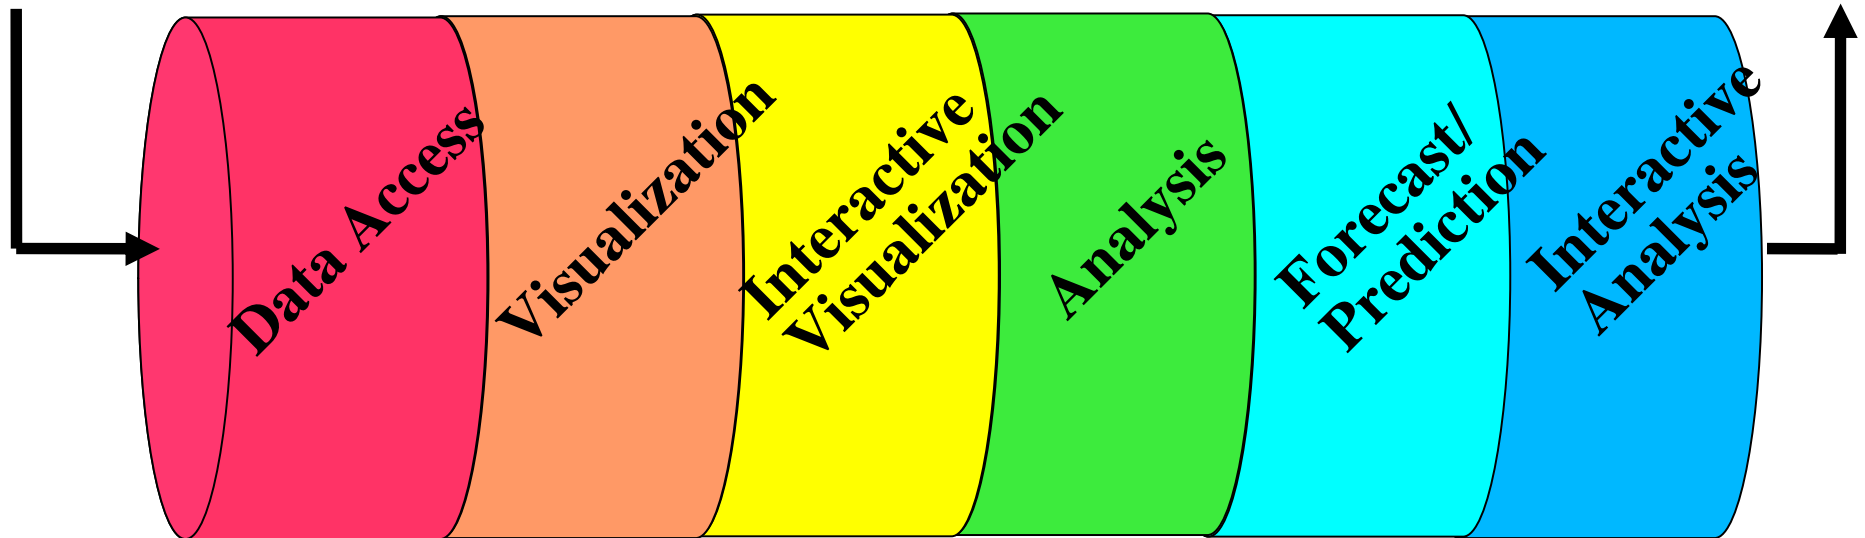 Data Access
Visualization
Interactive
Visualization
Analysis
Forecast/
Prediction
Interactive
Analysis